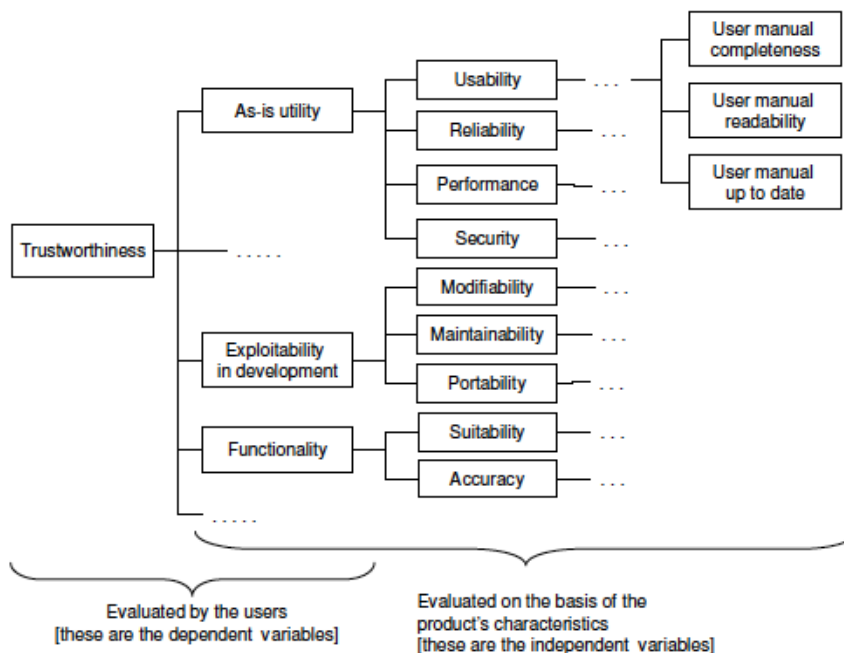 Trustworthiness
As-is utility
. . . . .
Exploitability
in development
Functionality
. . . . .
Usability
. . .
Reliability
. . .
Performance
. . .
Security
. . .
Modifiability
. . .
Maintainability
. . .
Portability
. . .
Suitability
. . .
Accuracy
. . .
User manual
completeness
User manual
readability
User manual
up to date
Evaluated by the users
[these are the dependent variables]
Evaluated on the basis of the
product's characteristics
[these are the independent variables]